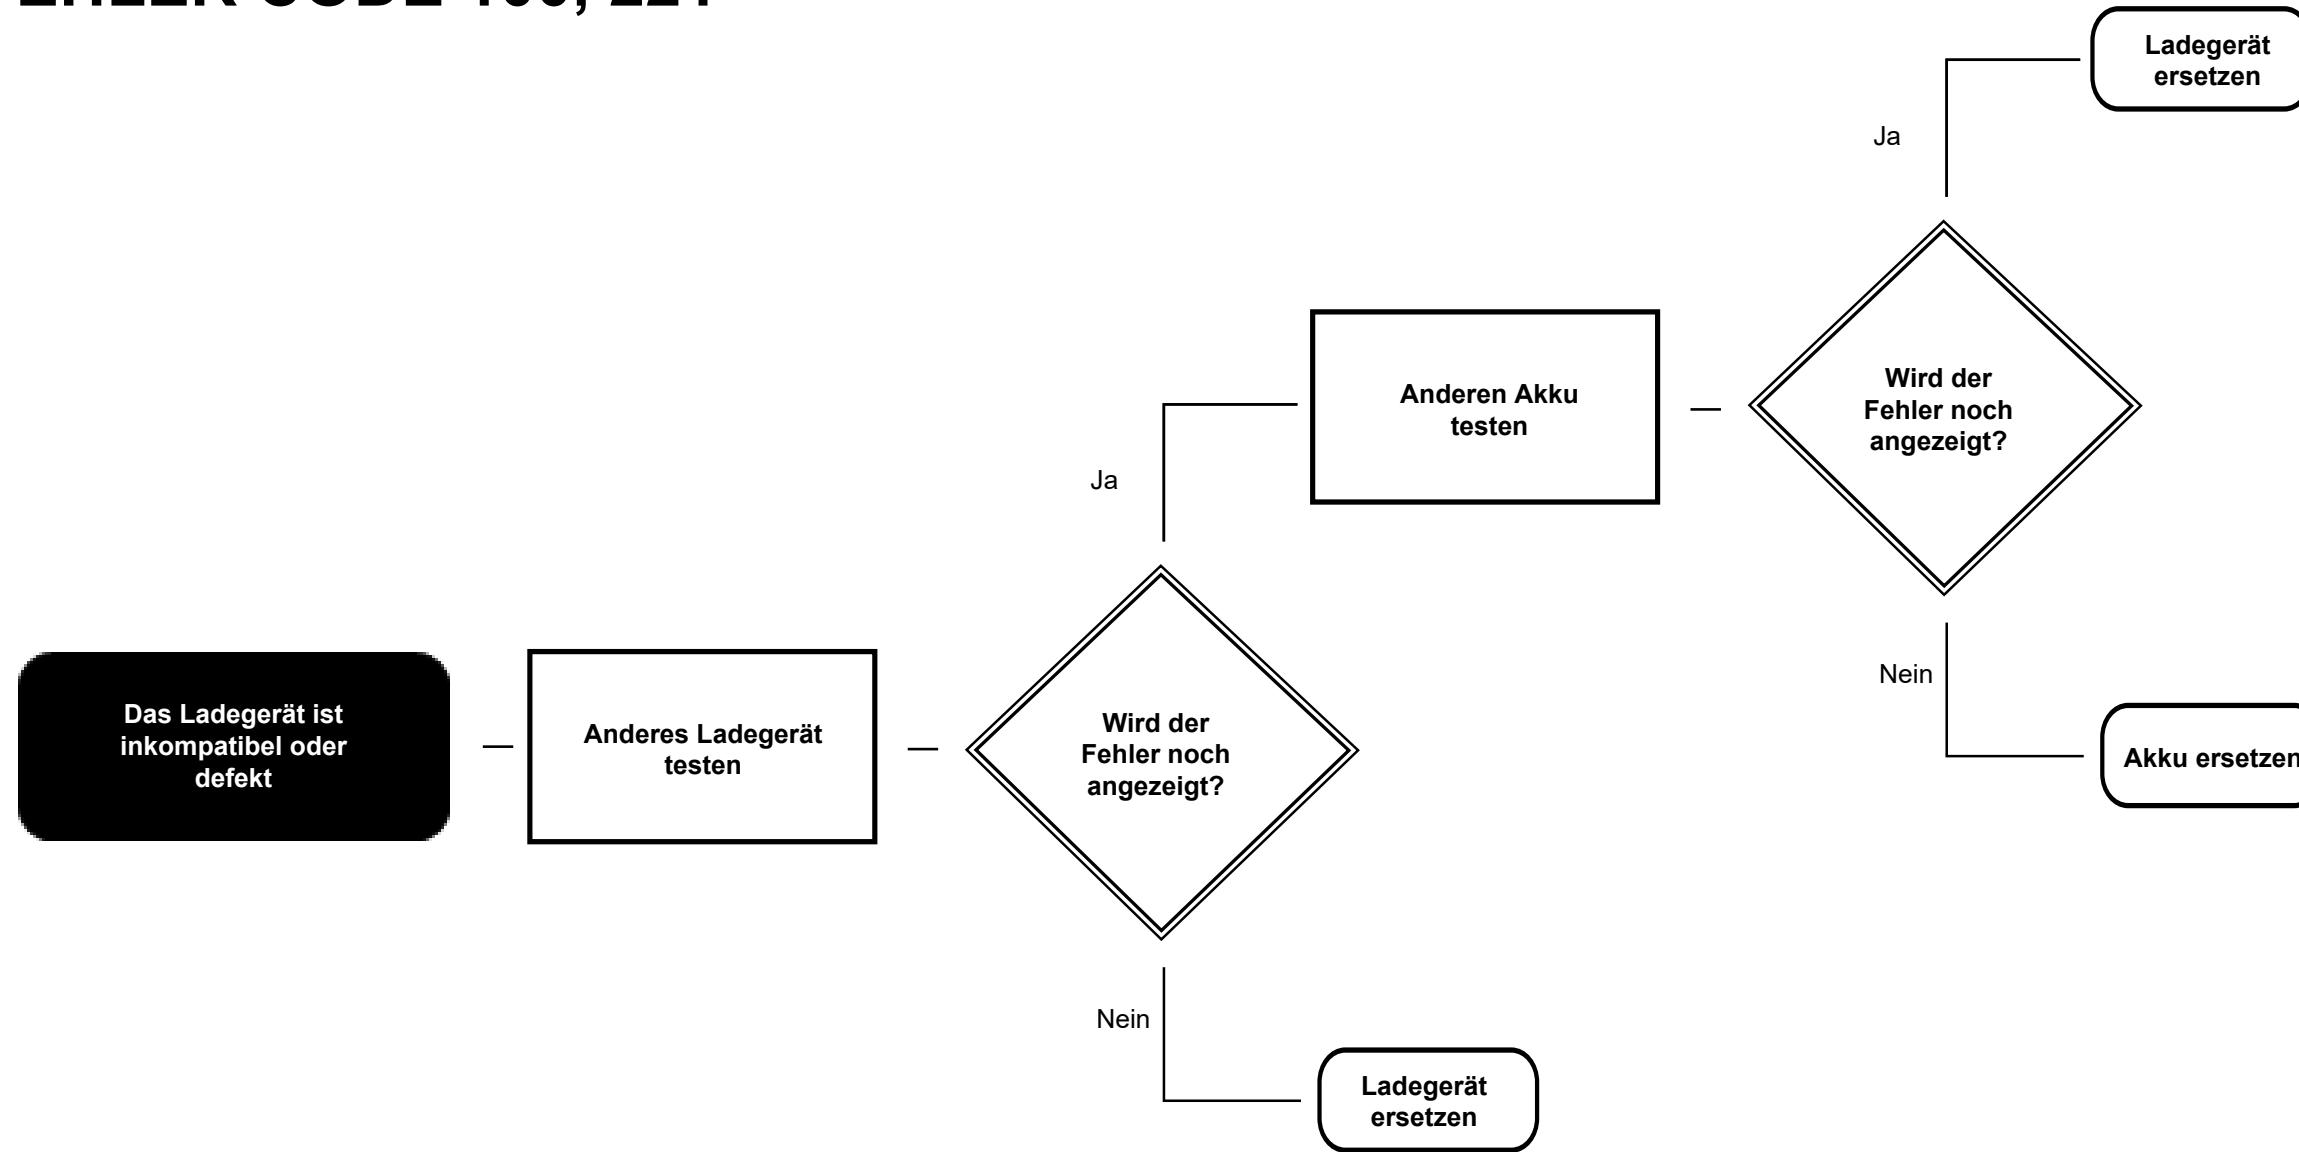 Ladegerät
ersetzen
Ja
Wird der
Fehler noch
angezeigt?
Anderen Akku
testen
Ja
Nein
Akku ersetzen
Das Ladegerät ist
inkompatibel oder
defekt
Anderes Ladegerät
testen
Wird der
Fehler noch
angezeigt?
Nein
Ladegerät
ersetzen